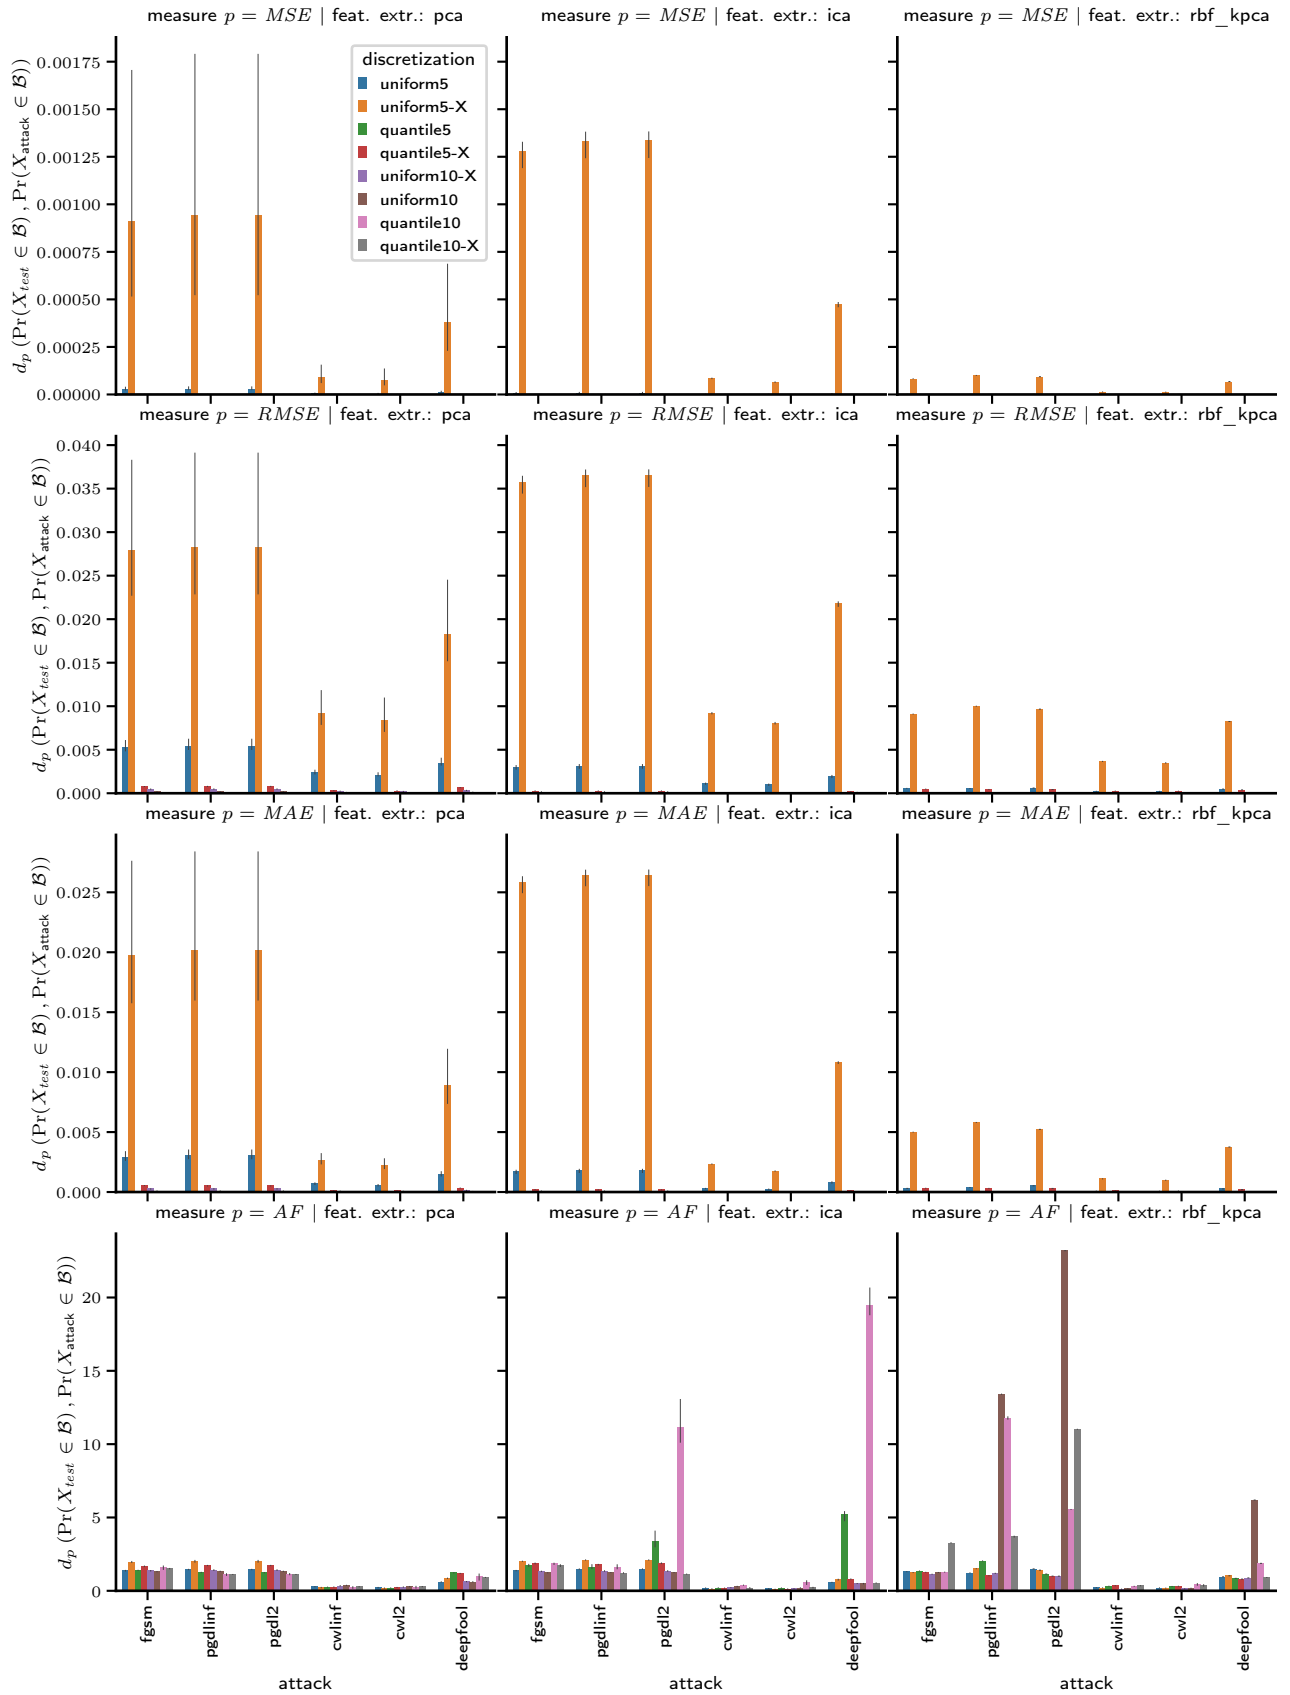 measure p = MSE | feat. extr.: pca
measure p = MSE | feat. extr.: ica
measure p = MSE | feat. extr.: rbf_kpca
d_p (Pr(X_test ∈ ℬ) , Pr(X_attack ∈ ℬ))
0.00175
0.00150
0.00125
0.00100
0.00075
0.00050
0.00025
0.00000
discretization
uniform5
uniform5-X
quantile5
quantile5-X
uniform10-X
uniform10
quantile10
quantile10-X
measure p = RMSE | feat. extr.: pca
measure p = RMSE | feat. extr.: ica
measure p = RMSE | feat. extr.: rbf_kpca
d_p (Pr(X_test ∈ ℬ) , Pr(X_attack ∈ ℬ))
0.040
0.035
0.030
0.025
0.020
0.015
0.010
0.005
0.000
measure p = MAE | feat. extr.: pca
measure p = MAE | feat. extr.: ica
measure p = MAE | feat. extr.: rbf_kpca
d_p (Pr(X_test ∈ ℬ) , Pr(X_attack ∈ ℬ))
0.025
0.020
0.015
0.010
0.005
0.000
measure p = AF | feat. extr.: pca
measure p = AF | feat. extr.: ica
measure p = AF | feat. extr.: rbf_kpca
d_p (Pr(X_test ∈ ℬ) , Pr(X_attack ∈ ℬ))
20
15
10
5
0
fgsm
pgdlinf
pgdl2
cwlinf
cwl2
deepfool
attack
fgsm
pgdlinf
pgdl2
cwlinf
cwl2
deepfool
attack
fgsm
pgdlinf
pgdl2
cwlinf
cwl2
deepfool
attack